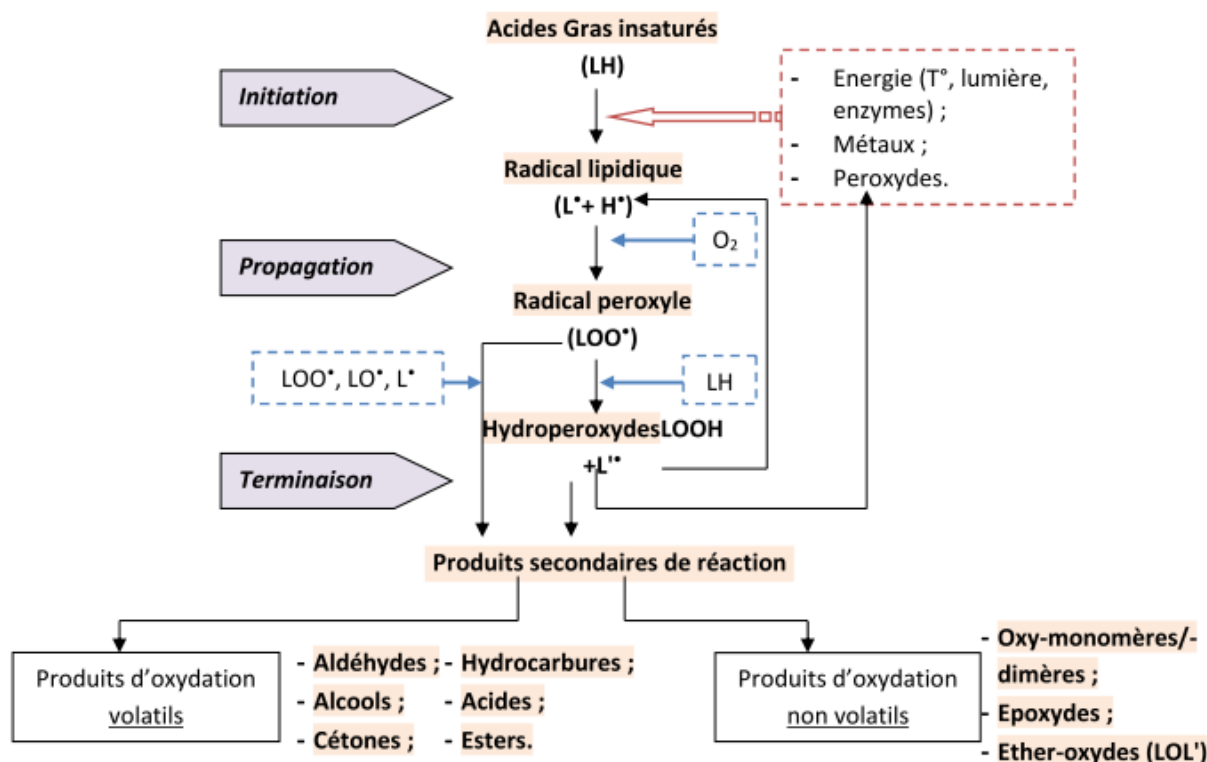 Acides Gras insaturés
(LH)
Initiation
- Energie (T°, lumière,
enzymes) ;
- Métaux ;
- Peroxydes.
Radical lipidique
(L•+ H•)
O₂
Propagation
Radical peroxyle
(LOO•)
LOO•, LO•, L•
LH
HydroperoxydesLOOH
+L'•
Terminaison
Produits secondaires de réaction
Produits d’oxydation
volatils
- Aldéhydes ; - Hydrocarbures ;
- Alcools ; - Acides ;
- Cétones ; - Esters.
Produits d’oxydation
non volatils
- Oxy-monomères/-
dimères ;
- Epoxydes ;
- Ether-oxydes (LOL')